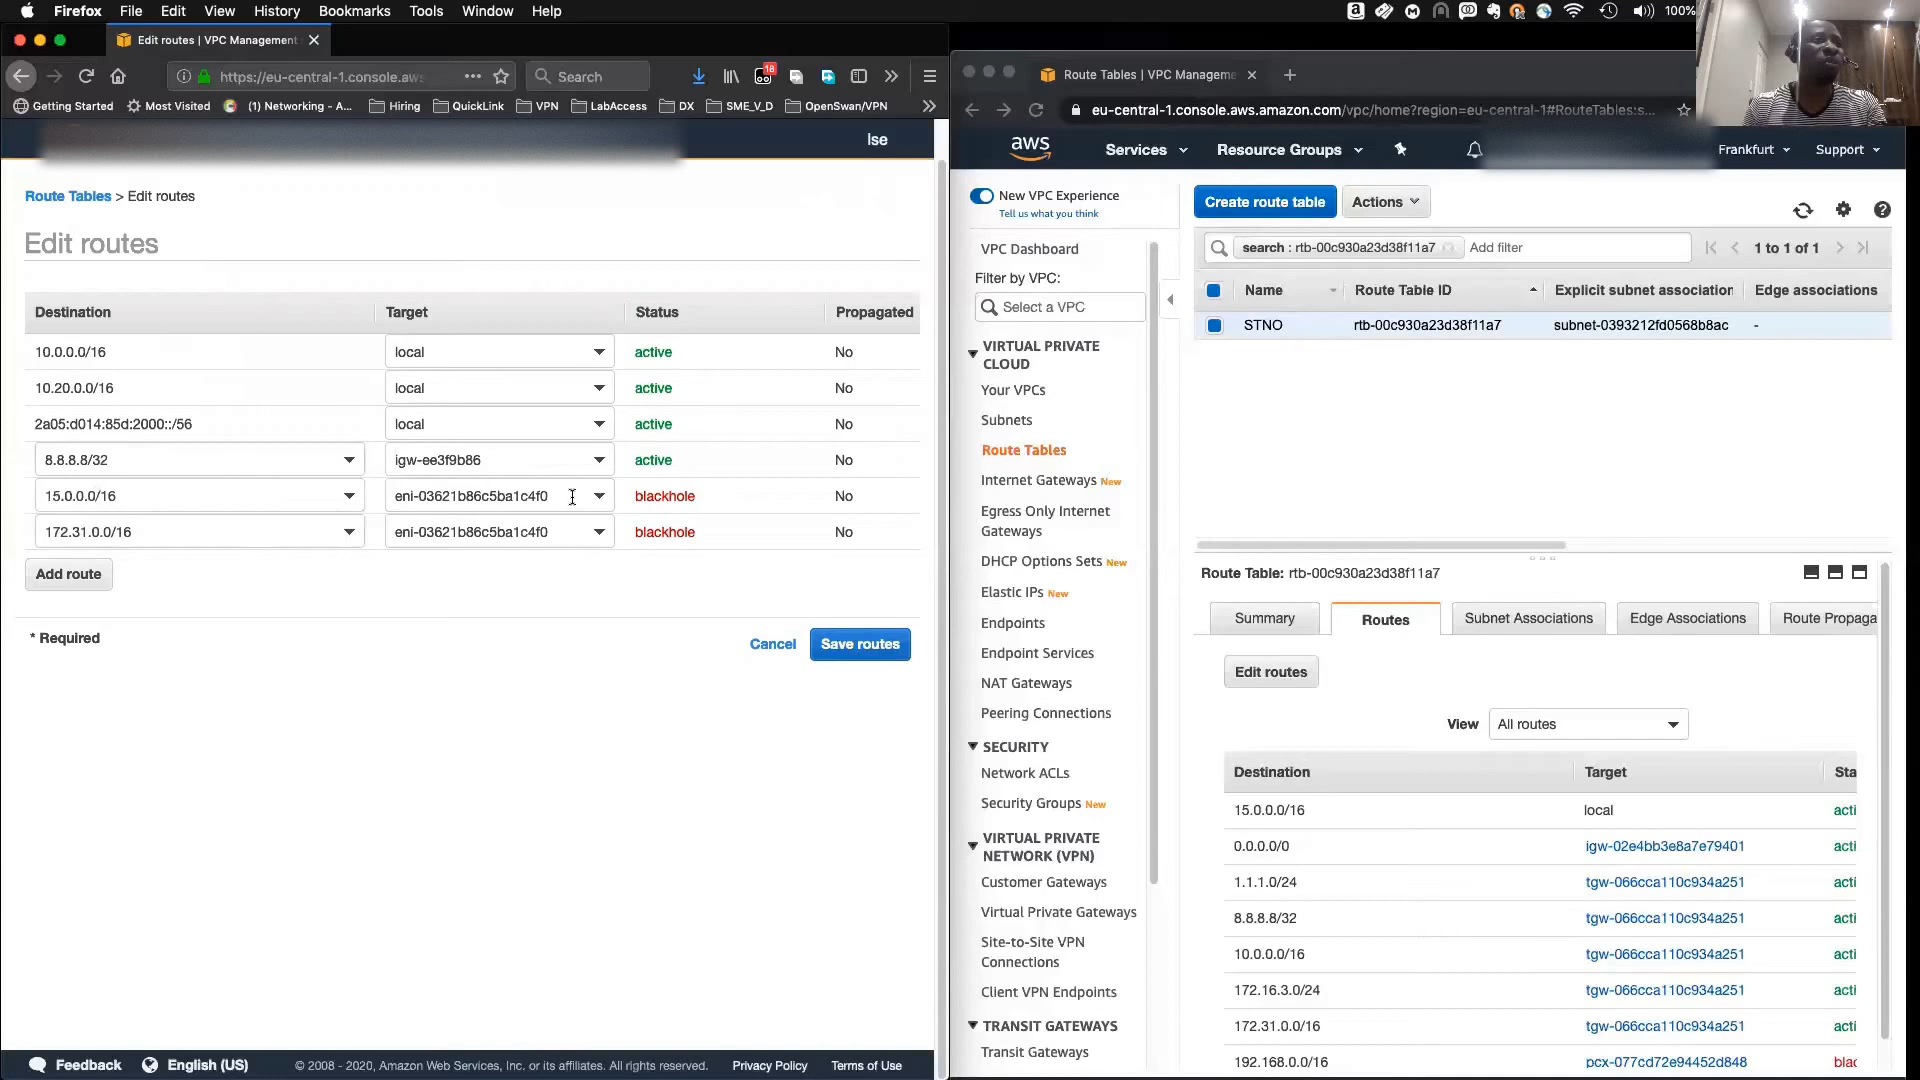 Firefox File Edit View History Bookmarks Tools Window Help
100%
Edit routes | VPC Management
https://eu-central-1.console.aws
Search
18
Getting Started Most Visited (1) Networking - A... Hiring QuickLink VPN LabAccess DX SME_V_D OpenSwan/VPN
lse
Route Tables > Edit routes
Edit routes
Destination Target Status Propagated
10.0.0.0/16 local active No
10.20.0.0/16 local active No
2a05:d014:85d:2000::/56 local active No
8.8.8.8/32 igw-ee3f9b86 active No
15.0.0.0/16 eni-03621b86c5ba1c4f0 blackhole No
172.31.0.0/16 eni-03621b86c5ba1c4f0 blackhole No
Add route
* Required
Cancel Save routes
Feedback English (US) © 2008 - 2020, Amazon Web Services, Inc. or its affiliates. All rights reserved. Privacy Policy Terms of Use
Route Tables | VPC Manageme
eu-central-1.console.aws.amazon.com/vpc/home?region=eu-central-1#RouteTables:s...
aws Services Resource Groups Frankfurt Support
New VPC Experience
Tell us what you think
VPC Dashboard
Filter by VPC:
Select a VPC
VIRTUAL PRIVATE
CLOUD
Your VPCs
Subnets
Route Tables
Internet Gateways New
Egress Only Internet
Gateways
DHCP Options Sets New
Elastic IPs New
Endpoints
Endpoint Services
NAT Gateways
Peering Connections
SECURITY
Network ACLs
Security Groups New
VIRTUAL PRIVATE
NETWORK (VPN)
Customer Gateways
Virtual Private Gateways
Site-to-Site VPN
Connections
Client VPN Endpoints
TRANSIT GATEWAYS
Transit Gateways
Create route table Actions
search : rtb-00c930a23d38f11a7 Add filter 1 to 1 of 1
Name Route Table ID Explicit subnet association Edge associations
STNO rtb-00c930a23d38f11a7 subnet-0393212fd0568b8ac -
Route Table: rtb-00c930a23d38f11a7
Summary Routes Subnet Associations Edge Associations Route Propaga
Edit routes
View All routes
Destination Target Sta
15.0.0.0/16 local acti
0.0.0.0/0 igw-02e4bb3e8a7e79401 acti
1.1.1.0/24 tgw-066cca110c934a251 acti
8.8.8.8/32 tgw-066cca110c934a251 acti
10.0.0.0/16 tgw-066cca110c934a251 acti
172.16.3.0/24 tgw-066cca110c934a251 acti
172.31.0.0/16 tgw-066cca110c934a251 acti
192.168.0.0/16 pcx-077cd72e94452d848 blac